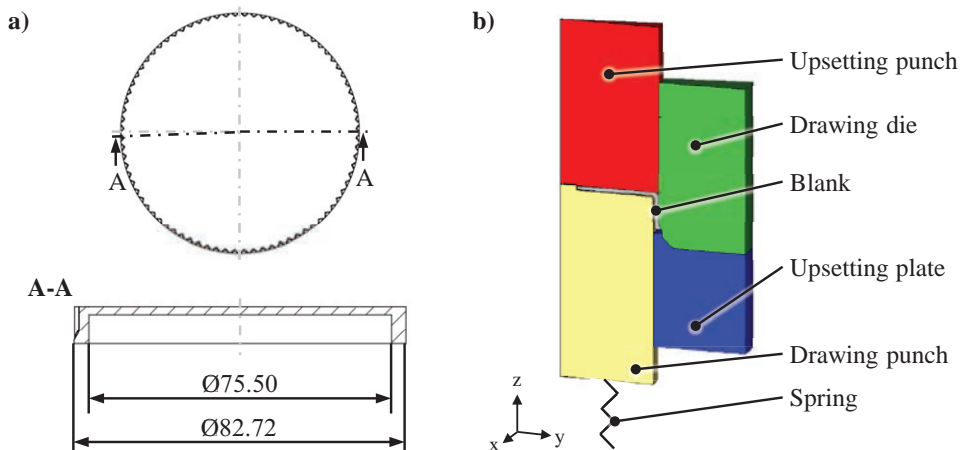 a)
A
A
A-A
Ø75.50
Ø82.72
b)
Upsetting punch
Drawing die
Blank
Upsetting plate
Drawing punch
Spring
z
x
y